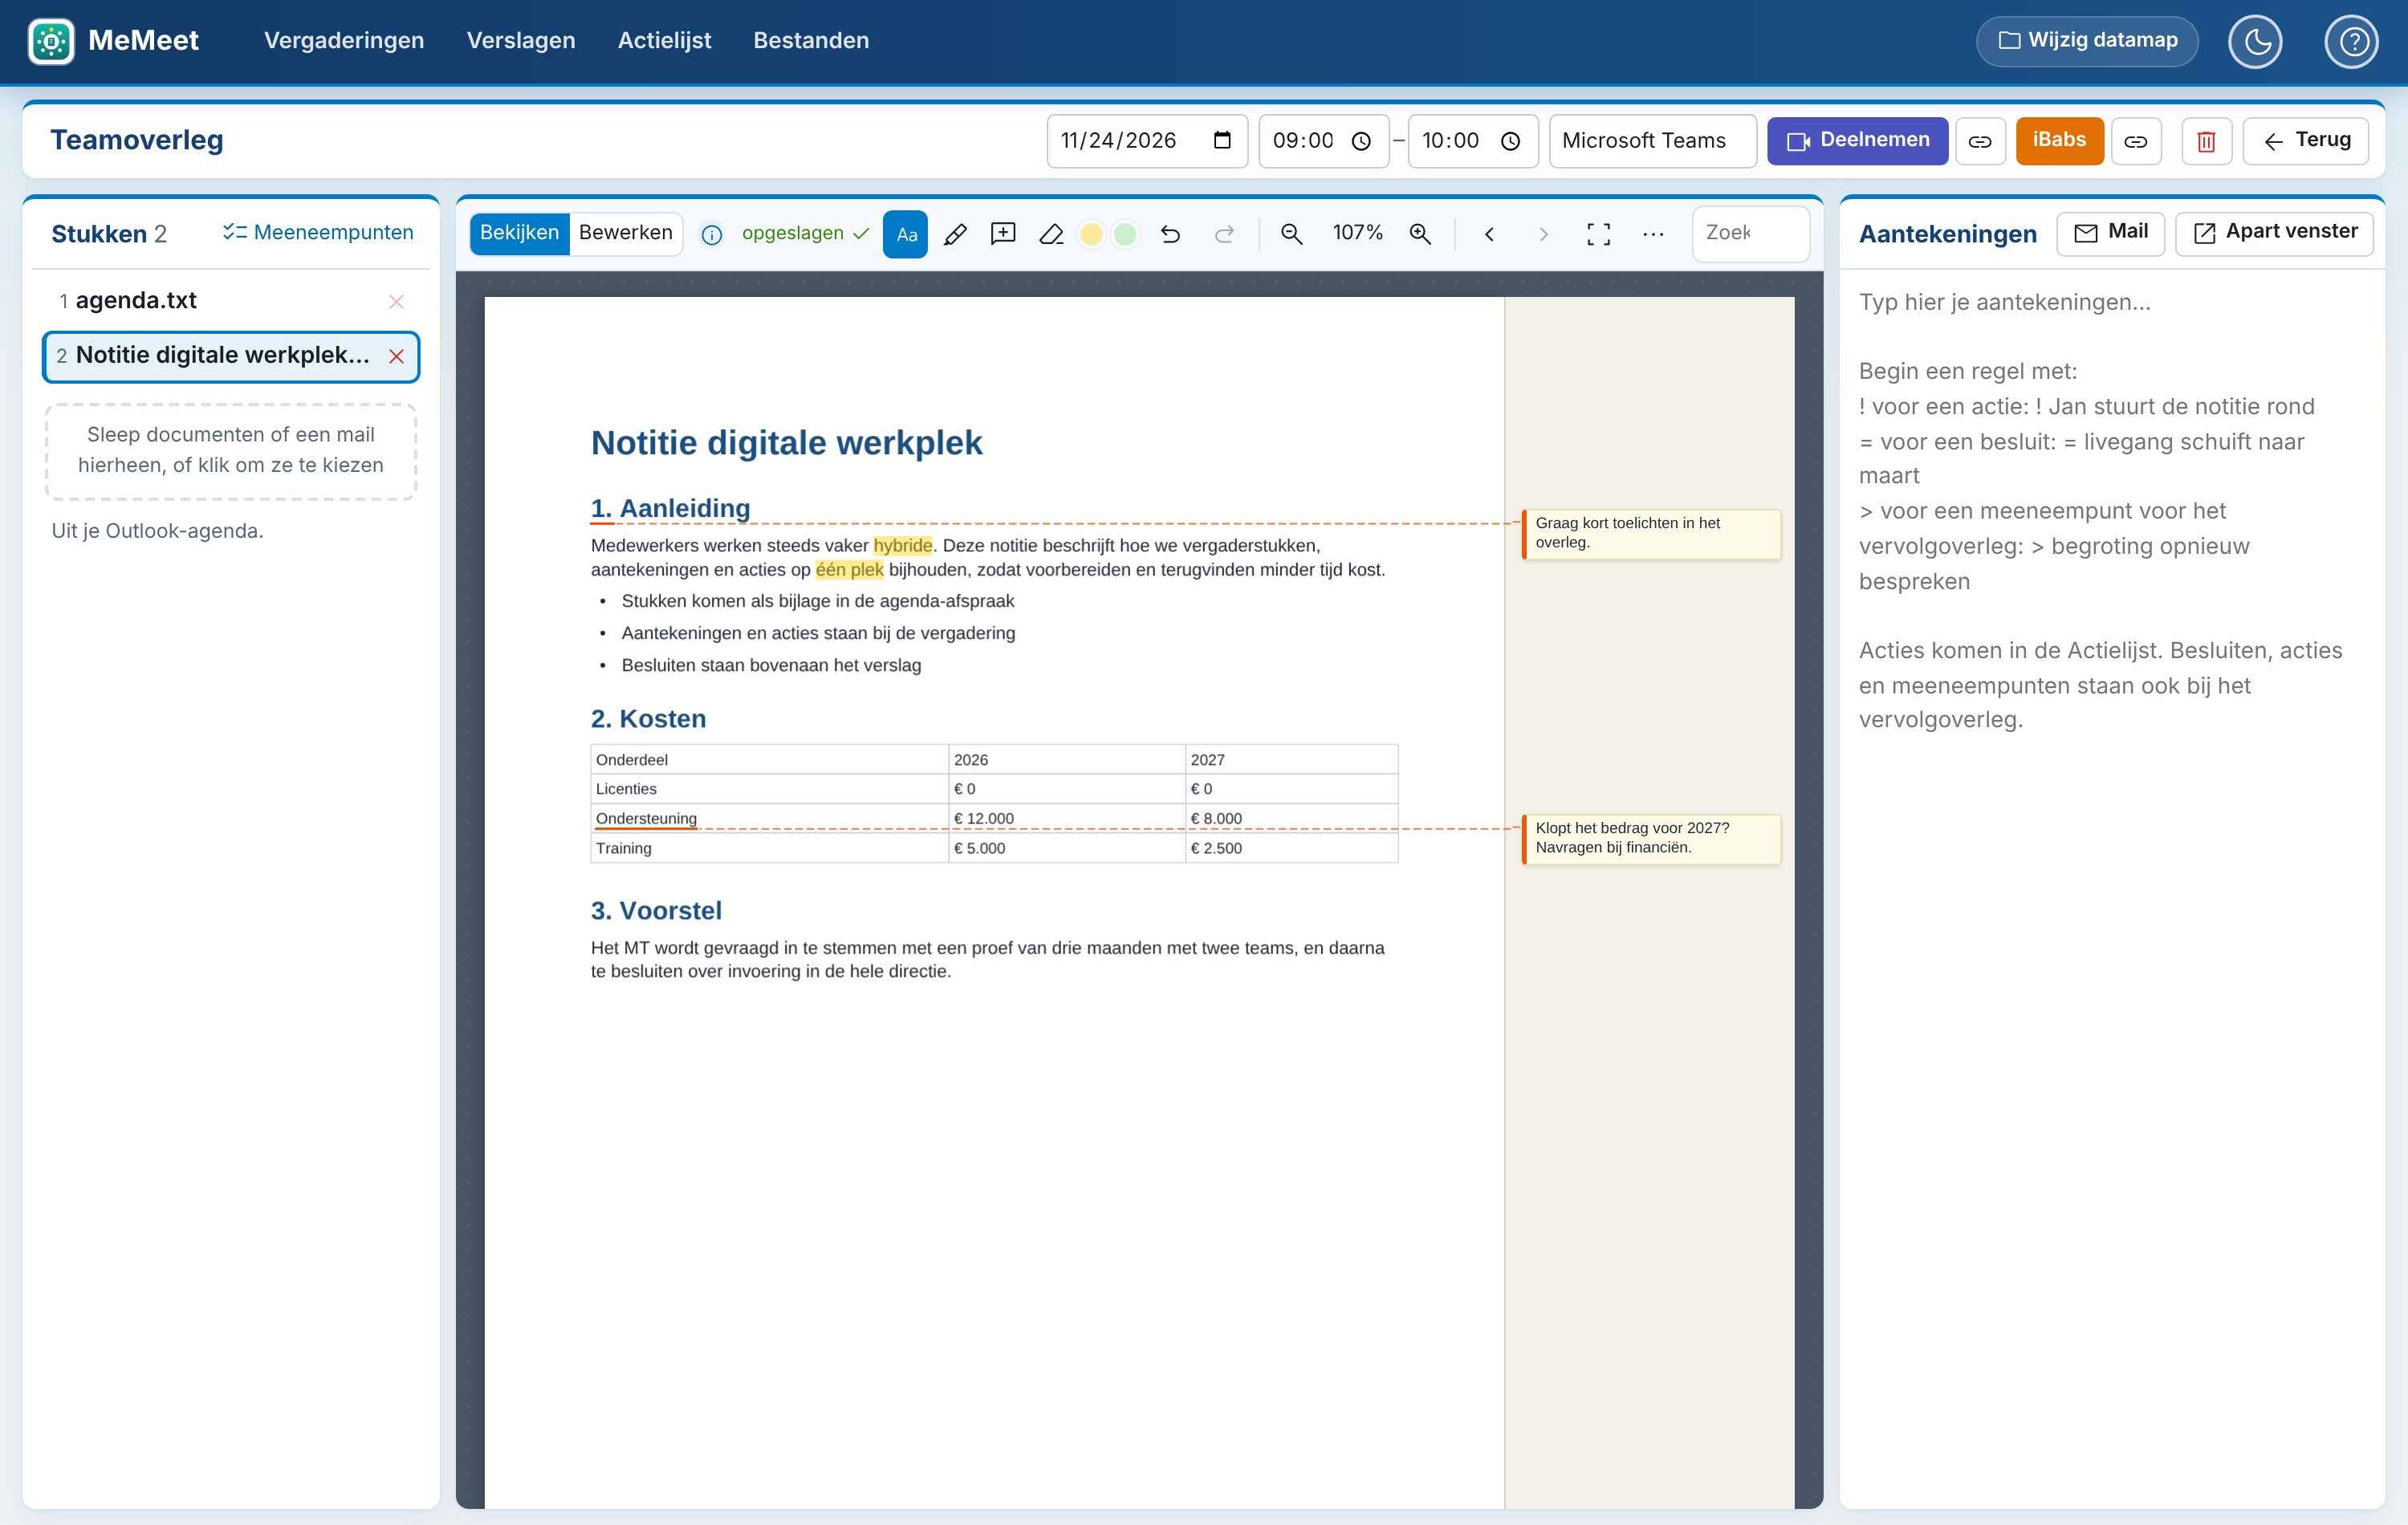 MeMeet
Vergaderingen
Verslagen
Actielijst
Bestanden
Wijzig datamap
Teamoverleg
11/24/2026
09:00
–
10:00
Microsoft Teams
Deelnemen
iBabs
Terug
Stukken 2
Meeneempunten
1 agenda.txt
2 Notitie digitale werkplek...
Sleep documenten of een mail
hierheen, of klik om ze te kiezen
Uit je Outlook-agenda.
Bekijken
Bewerken
opgeslagen
Aa
107%
Zoek
Notitie digitale werkplek
1. Aanleiding
Medewerkers werken steeds vaker hybride. Deze notitie beschrijft hoe we vergaderstukken,
aantekeningen en acties op één plek bijhouden, zodat voorbereiden en terugvinden minder tijd kost.
• Stukken komen als bijlage in de agenda-afspraak
• Aantekeningen en acties staan bij de vergadering
• Besluiten staan bovenaan het verslag
2. Kosten
Onderdeel 2026 2027
Licenties € 0 € 0
Ondersteuning € 12.000 € 8.000
Training € 5.000 € 2.500
3. Voorstel
Het MT wordt gevraagd in te stemmen met een proef van drie maanden met twee teams, en daarna
te besluiten over invoering in de hele directie.
Graag kort toelichten in het
overleg.
Klopt het bedrag voor 2027?
Navragen bij financiën.
Aantekeningen
Mail
Apart venster
Typ hier je aantekeningen...
Begin een regel met:
! voor een actie: ! Jan stuurt de notitie rond
= voor een besluit: = livegang schuift naar
maart
> voor een meeneempunt voor het
vervolgoverleg: > begroting opnieuw
bespreken
Acties komen in de Actielijst. Besluiten, acties
en meeneempunten staan ook bij het
vervolgoverleg.